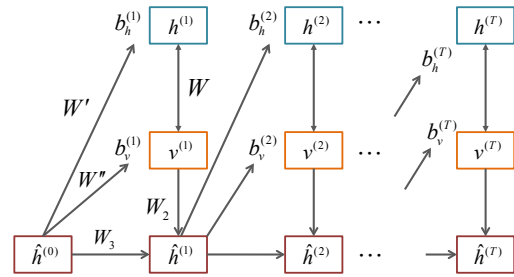 b_h^{(1)} h^{(1)} b_h^{(2)} h^{(2)} ... h^{(T)}
b_h^{(T)}
W' W
b_v^{(1)} v^{(1)} b_v^{(2)} v^{(2)} ... b_v^{(T)} v^{(T)}
W''
W_2
W_3
ĥ^{(0)} ĥ^{(1)} ĥ^{(2)} ... ĥ^{(T)}